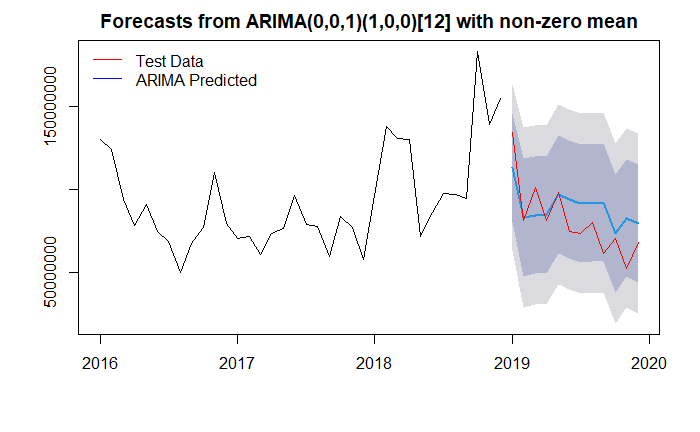 Forecasts from ARIMA(0,0,1)(1,0,0)[12] with non-zero mean
Test Data
ARIMA Predicted
150000000
50000000
2016 2017 2018 2019 2020